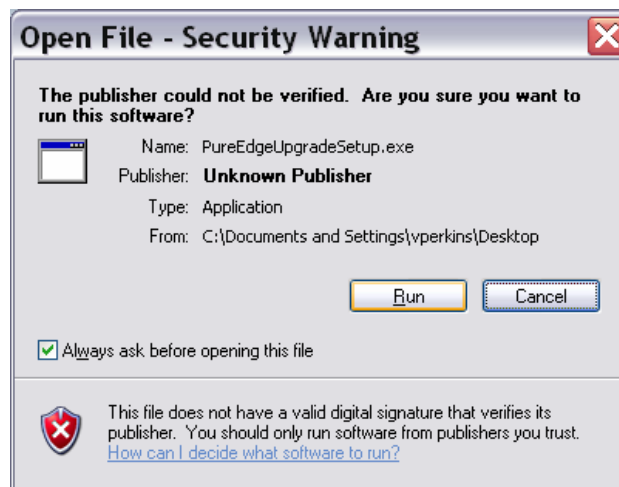 Open File - Security Warning
The publisher could not be verified.  Are you sure you want to
run this software?
Name: PureEdgeUpgradeSetup.exe
Publisher: Unknown Publisher
Type: Application
From: C:\Documents and Settings\vperkins\Desktop
Run Cancel
Always ask before opening this file
This file does not have a valid digital signature that verifies its
publisher.  You should only run software from publishers you trust.
How can I decide what software to run?